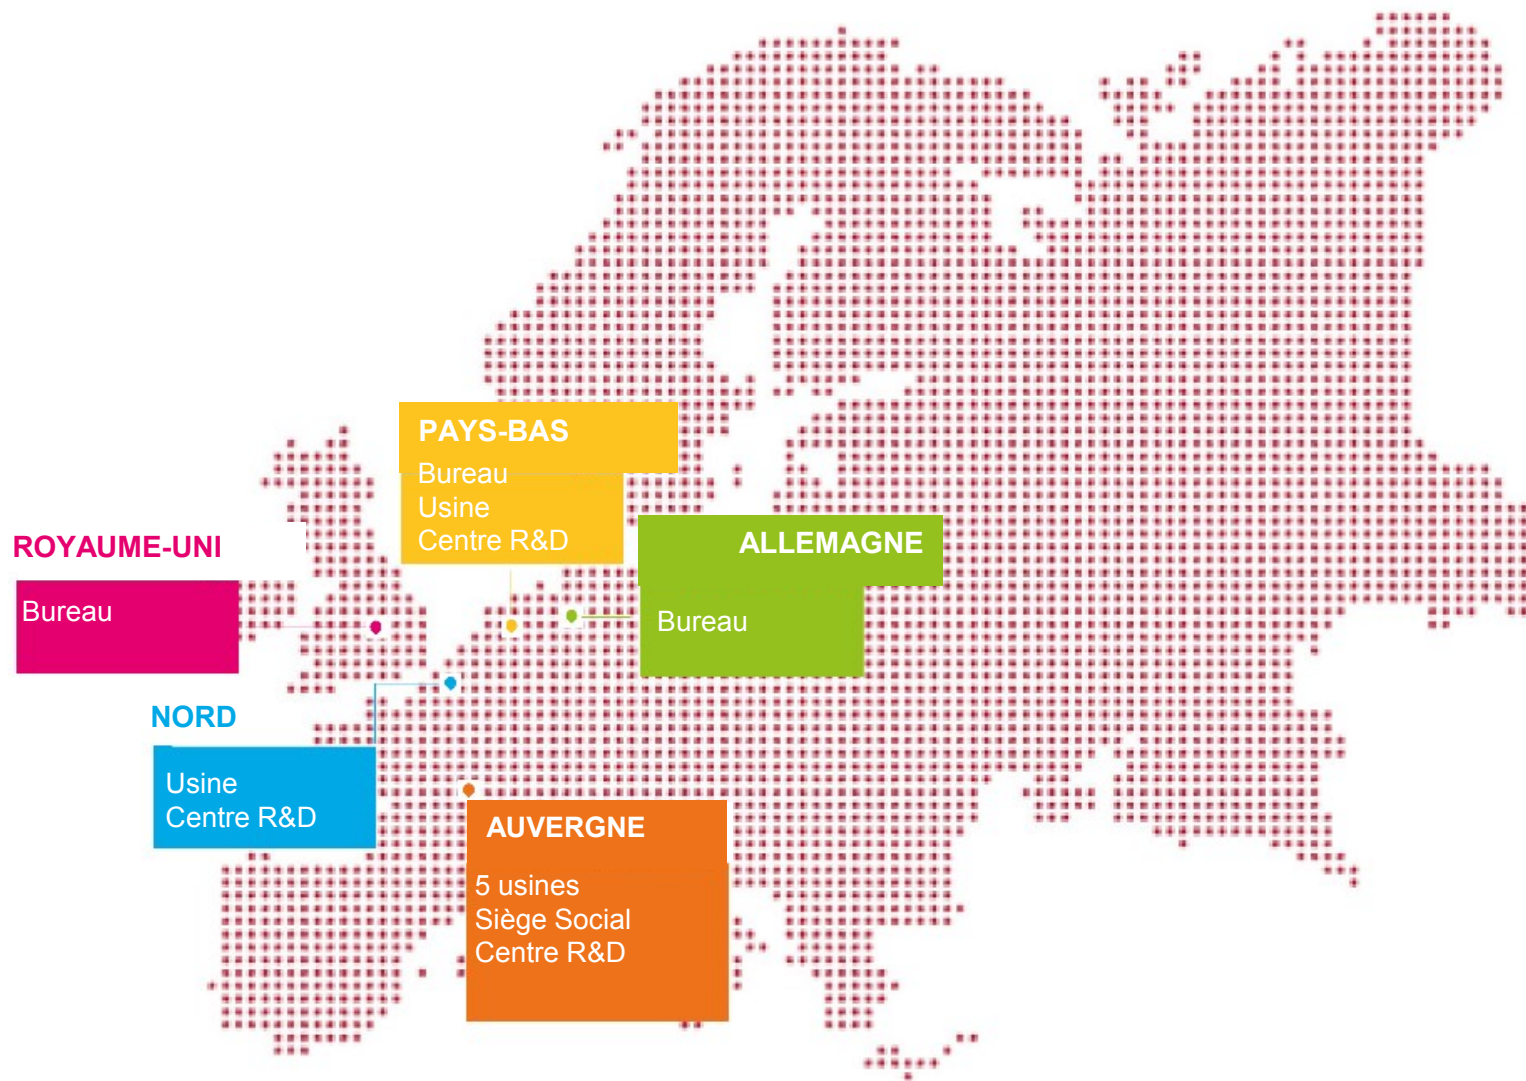 PAYS-BAS
Bureau
Usine
Centre R&D
ROYAUME-UNI
Bureau
ALLEMAGNE
Bureau
NORD
Usine
Centre R&D
AUVERGNE
5 usines
Siège Social
Centre R&D